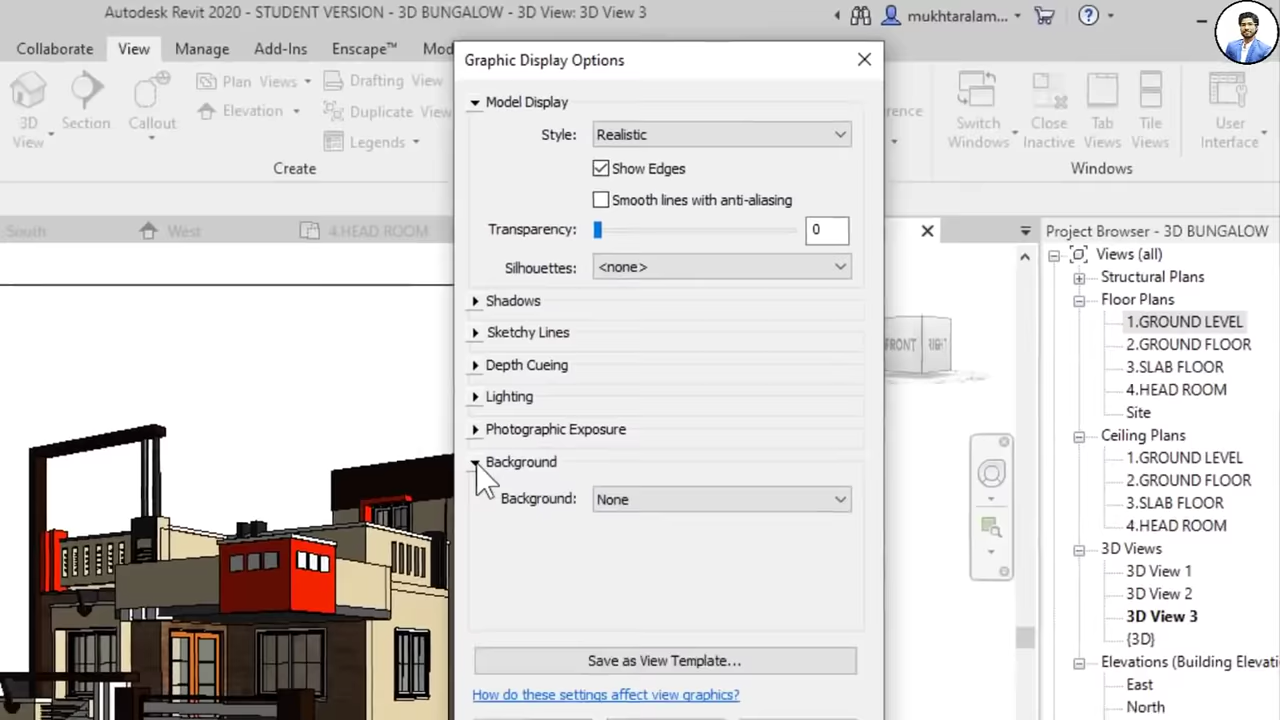 Autodesk Revit 2020 - STUDENT VERSION - 3D BUNGALOW - 3D View: 3D View 3
mukhtaralam...
Collaborate View Manage Add-Ins Enscape™ Mod
3D View
Section
Callout
Plan Views
Elevation
Drafting View
Duplicate View
Legends
Create
Switch Windows
Close Inactive
Tab Views
Tile Views
User Interface
Windows
South
West
4.HEAD ROOM
Graphic Display Options
Model Display
Style: Realistic
Show Edges
Smooth lines with anti-aliasing
Transparency: 0
Silhouettes: <none>
Shadows
Sketchy Lines
Depth Cueing
Lighting
Photographic Exposure
Background
Background: None
Save as View Template...
How do these settings affect view graphics?
FRONT
Project Browser - 3D BUNGALOW
Views (all)
Structural Plans
Floor Plans
1.GROUND LEVEL
2.GROUND FLOOR
3.SLAB FLOOR
4.HEAD ROOM
Site
Ceiling Plans
1.GROUND LEVEL
2.GROUND FLOOR
3.SLAB FLOOR
4.HEAD ROOM
3D Views
3D View 1
3D View 2
3D View 3
{3D}
Elevations (Building Elevati
East
North